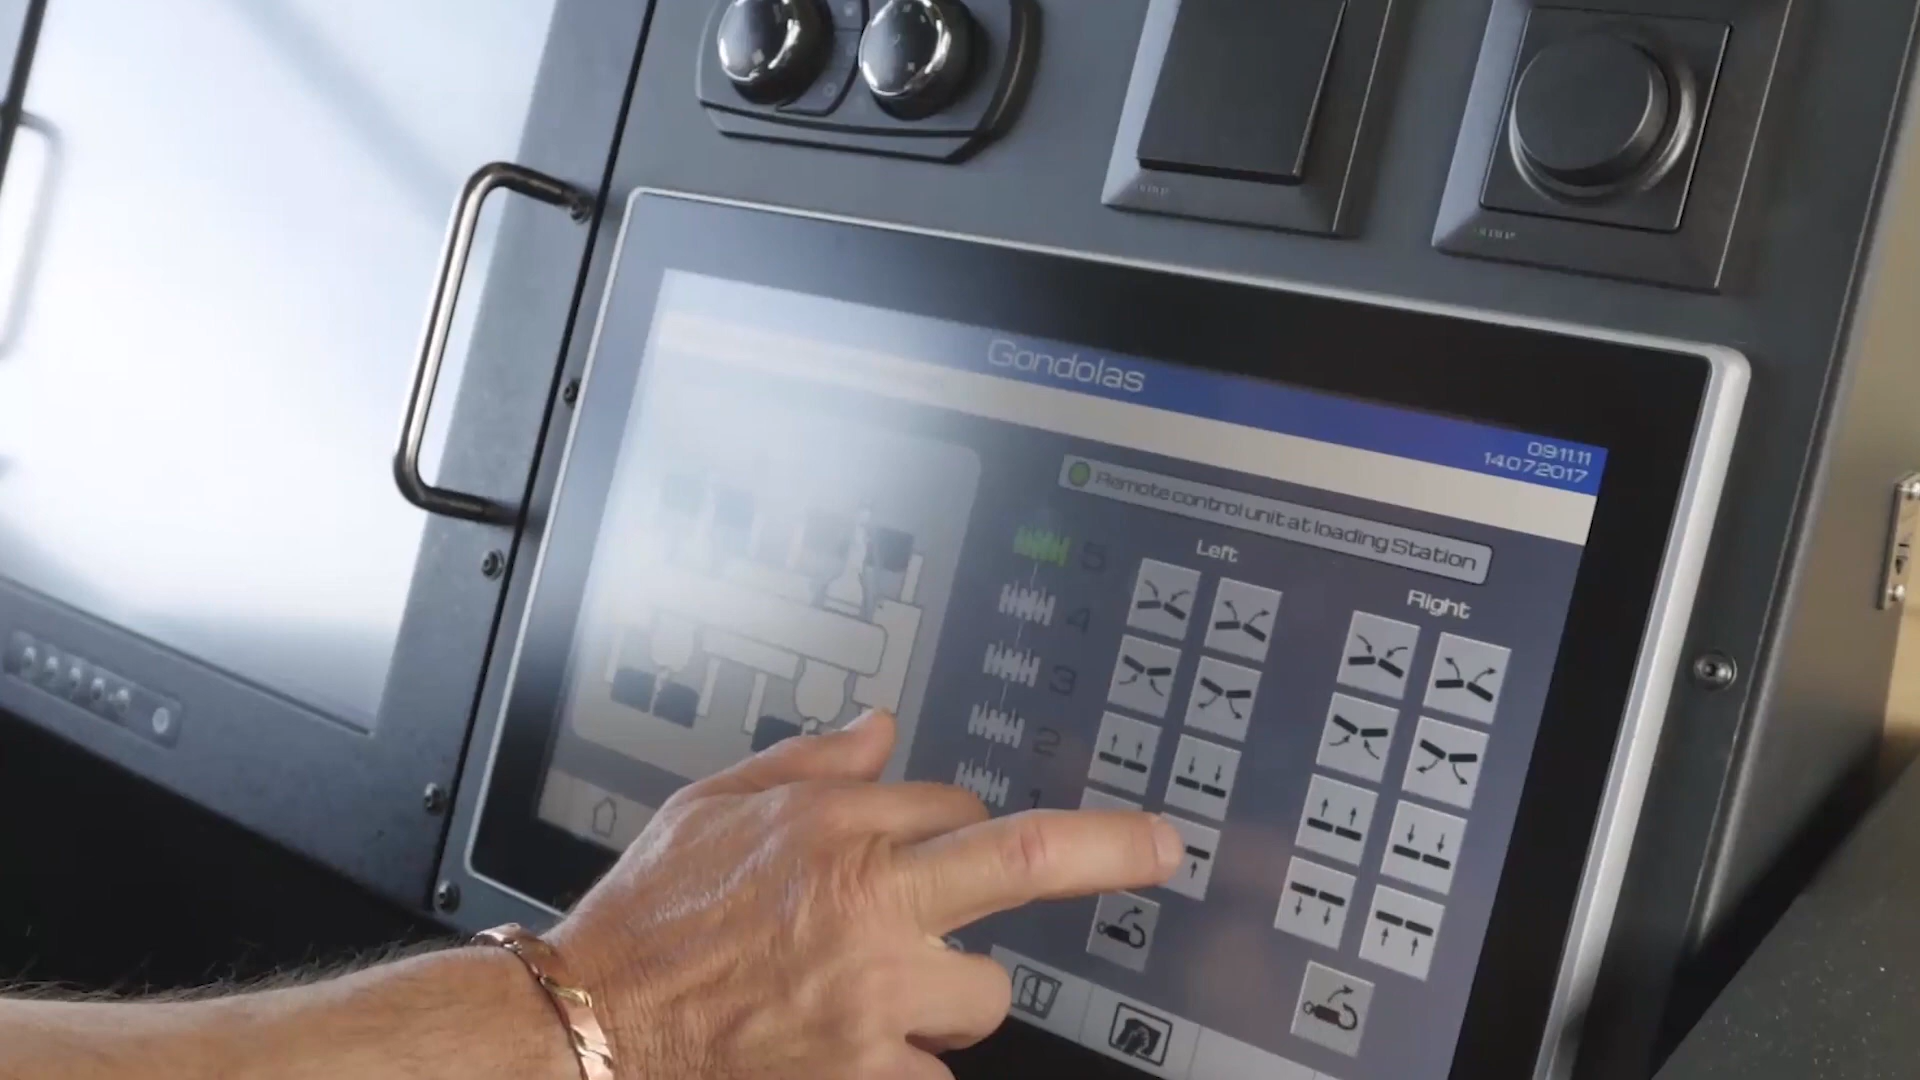 Gondolas
09:11:11
14.07.2017
Remote control unit at loading Station
Left
Right
5
4
3
2
1